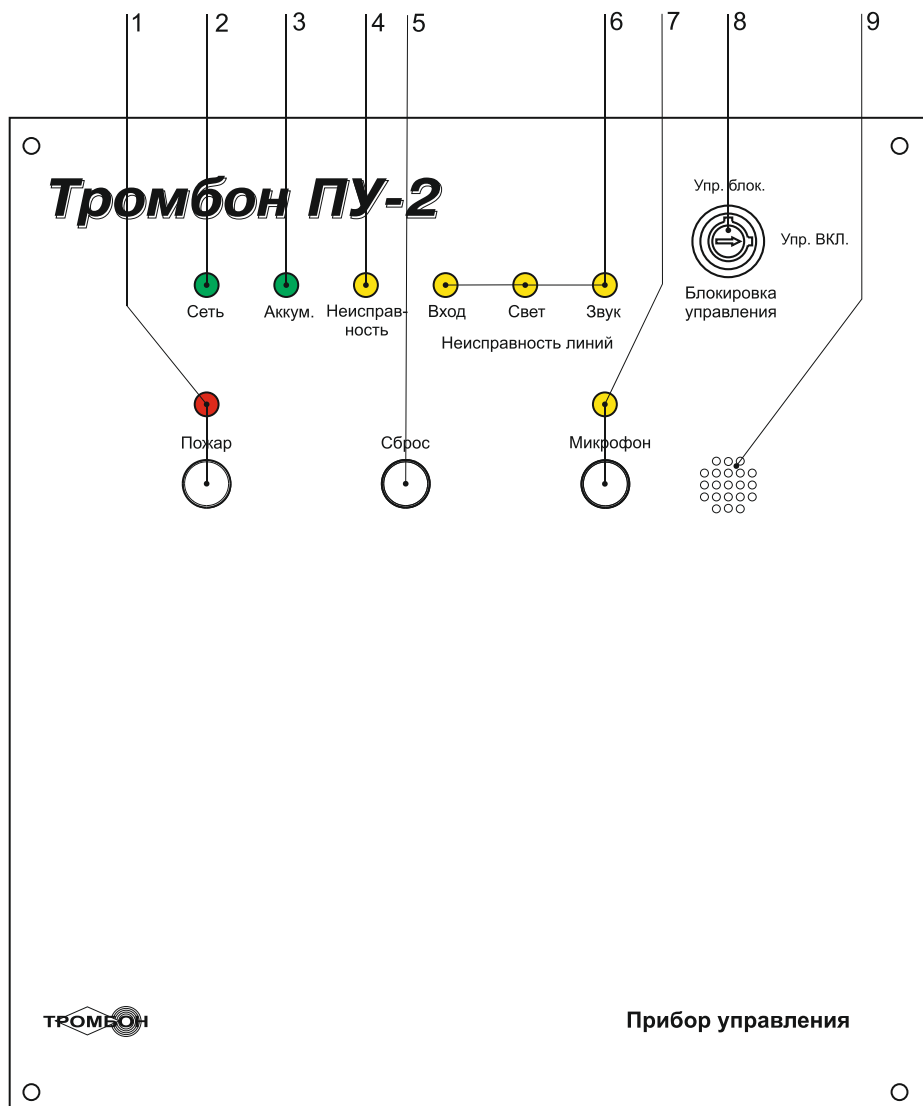 1 2 3 4 5 6 7 8 9
Тромбон ПУ-2
Упр. блок.
Упр. ВКЛ.
Блокировка
управления
Сеть Аккум. Неисправ-
ность
Вход Свет Звук
Неисправность линий
Пожар Сброс Микрофон
ТРОМБОН
Прибор управления